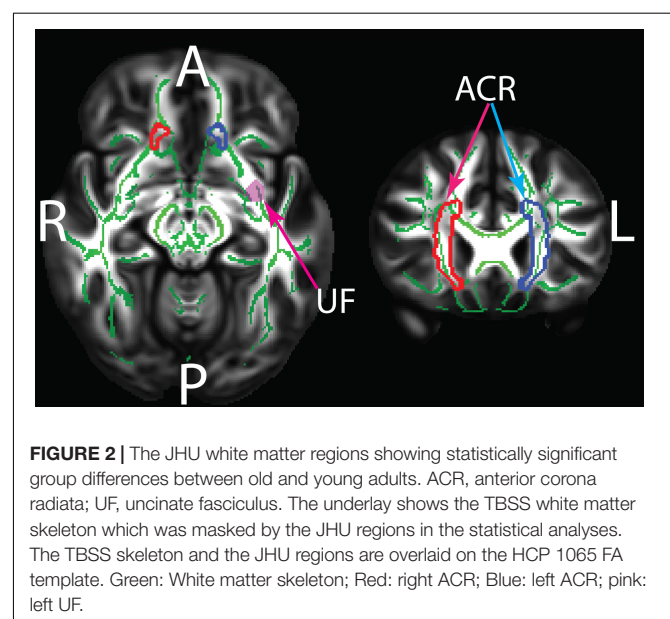 A
ACR
R
L
UF
P
FIGURE 2 | The JHU white matter regions showing statistically significant
group differences between old and young adults. ACR, anterior corona
radiata; UF, uncinate fasciculus. The underlay shows the TBSS white matter
skeleton which was masked by the JHU regions in the statistical analyses.
The TBSS skeleton and the JHU regions are overlaid on the HCP 1065 FA
template. Green: White matter skeleton; Red: right ACR; Blue: left ACR; pink:
left UF.